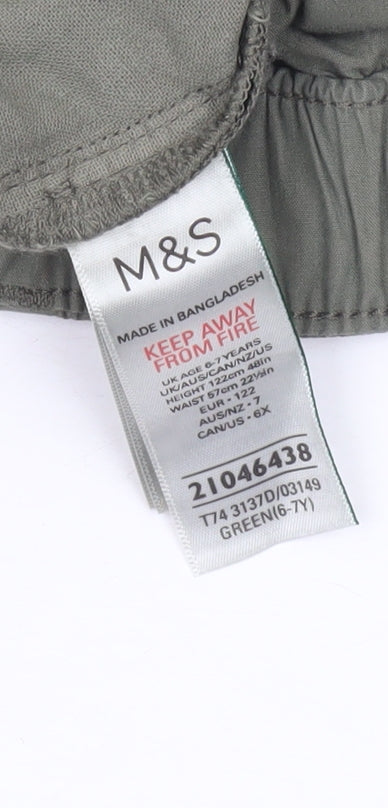 M&S
MADE IN BANGLADESH
KEEP AWAY
FROM FIRE
UK AGE 6-7 YEARS
UK/AUS/CAN/NZ/US
HEIGHT 122cm 48in
WAIST 57cm 22½in
EUR - 122
AUS/NZ - 7
CAN/US - 6X
21046438
T74 3137D/03149
GREEN(6-7Y)